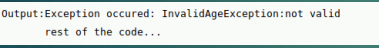 Output:Exception occured: InvalidAgeException:not valid
rest of the code...